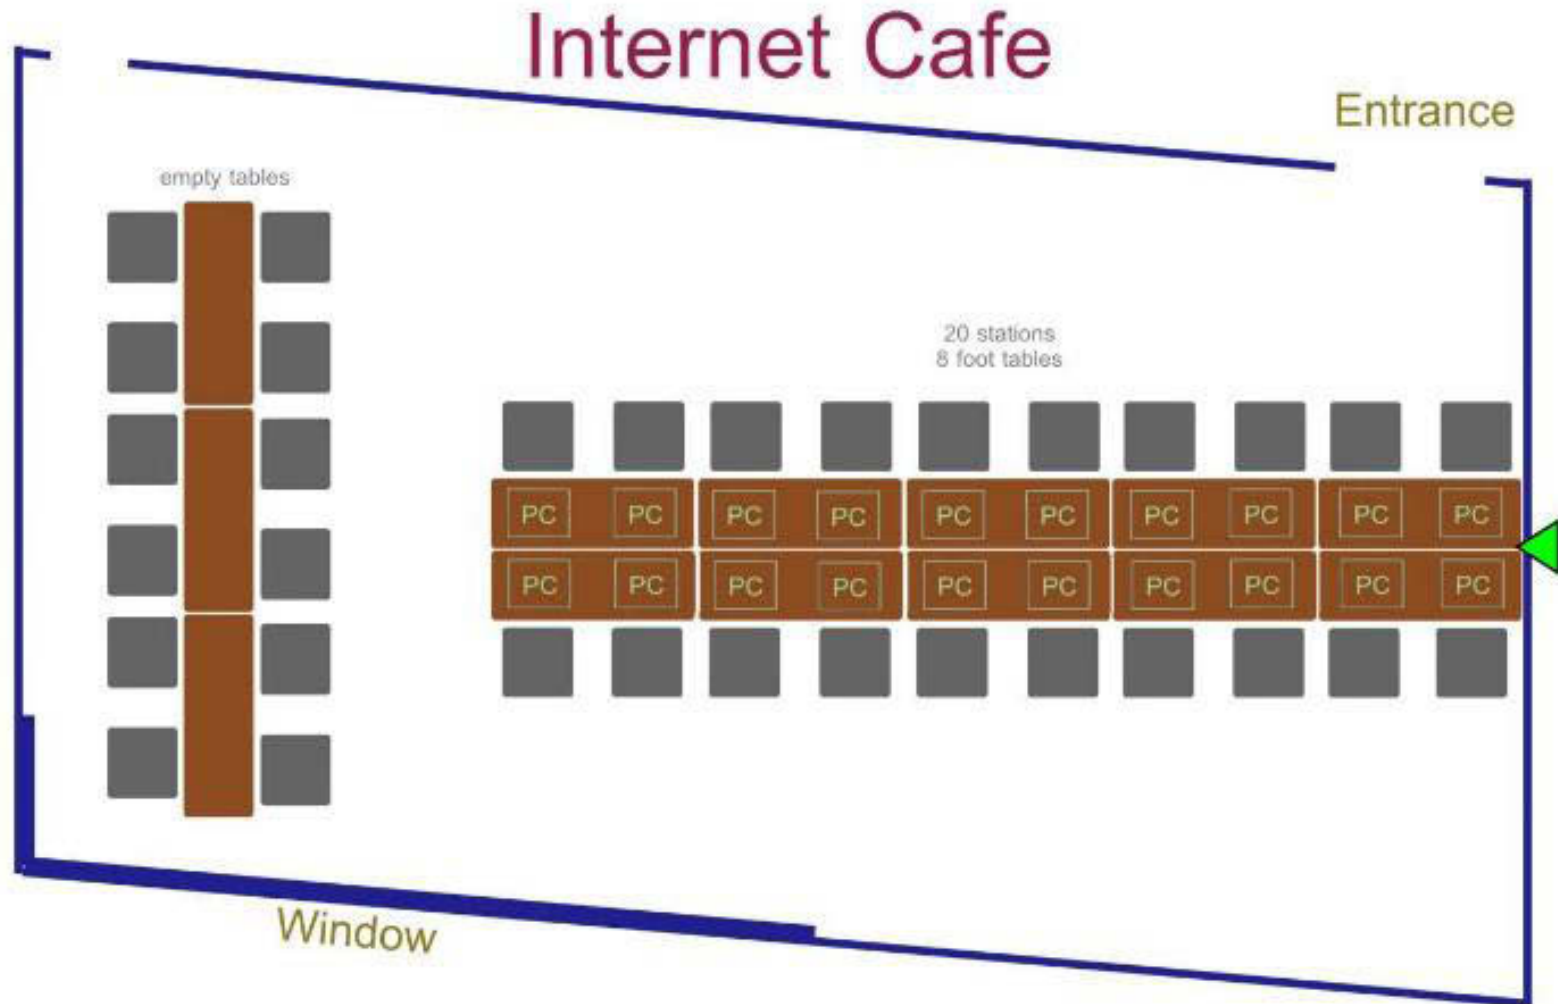 Internet Cafe
Entrance
empty tables
20 stations
8 foot tables
PC PC PC PC PC PC PC PC PC PC
PC PC PC PC PC PC PC PC PC PC
Window